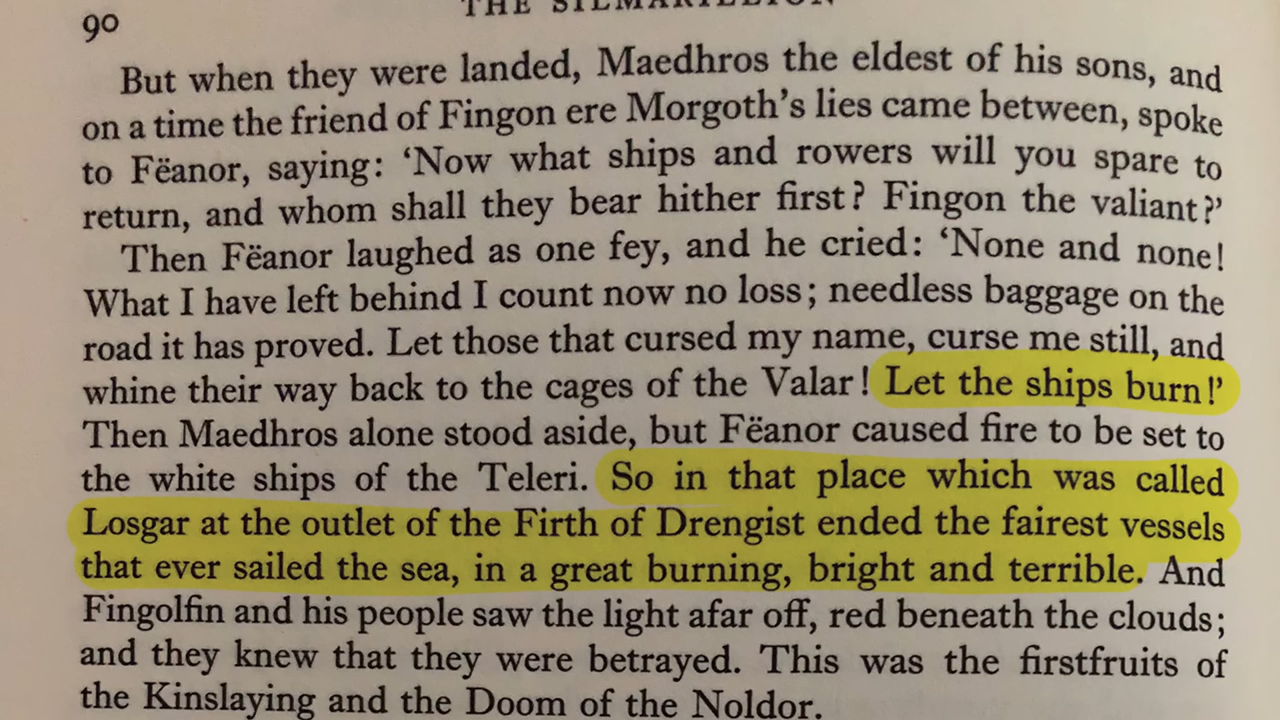 90
THE SILMARILLION
But when they were landed, Maedhros the eldest of his sons, and
on a time the friend of Fingon ere Morgoth's lies came between, spoke
to Fëanor, saying: ‘Now what ships and rowers will you spare to
return, and whom shall they bear hither first? Fingon the valiant?’
Then Fëanor laughed as one fey, and he cried: ‘None and none!
What I have left behind I count now no loss; needless baggage on the
road it has proved. Let those that cursed my name, curse me still, and
whine their way back to the cages of the Valar! Let the ships burn!’
Then Maedhros alone stood aside, but Fëanor caused fire to be set to
the white ships of the Teleri. So in that place which was called
Losgar at the outlet of the Firth of Drengist ended the fairest vessels
that ever sailed the sea, in a great burning, bright and terrible. And
Fingolfin and his people saw the light afar off, red beneath the clouds;
and they knew that they were betrayed. This was the firstfruits of
the Kinslaying and the Doom of the Noldor.